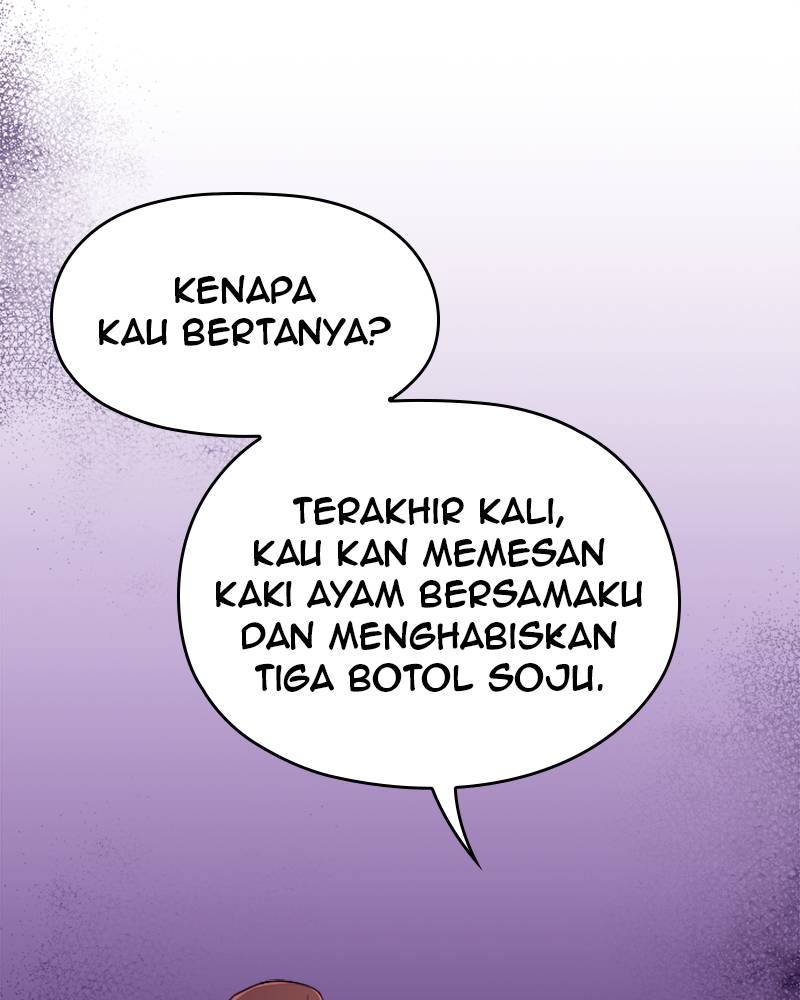 KENAPA
KAU BERTANYA?
TERAKHIR KALI,
KAU KAN MEMESAN
KAKI AYAM BERSAMAKU
DAN MENGHABISKAN
TIGA BOTOL SOJU.